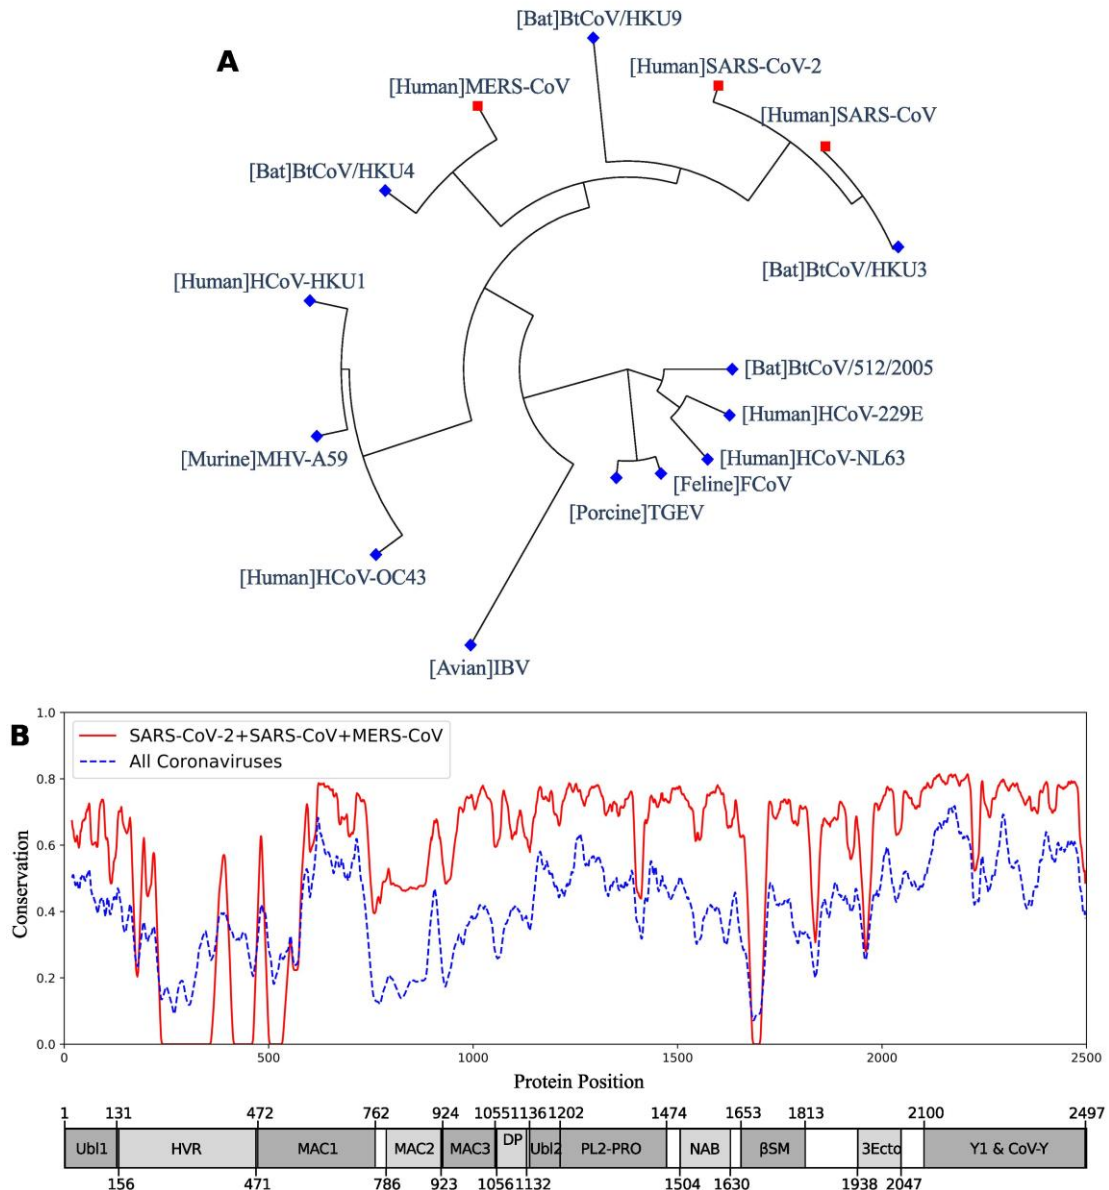 [Bat]BtCoV/HKU9
A
[Human]SARS-CoV-2
[Human]MERS-CoV
[Human]SARS-CoV
[Bat]BtCoV/HKU4
[Bat]BtCoV/HKU3
[Human]HCoV-HKU1
[Bat]BtCoV/512/2005
[Human]HCoV-229E
[Murine]MHV-A59
[Human]HCoV-NL63
[Feline]FCoV
[Porcine]TGEV
[Human]HCoV-OC43
[Avian]IBV
B
1.0
SARS-CoV-2+SARS-CoV+MERS-CoV
All Coronaviruses
0.8
0.6
0.4
0.2
0.0
Conservation
0 500 1000 1500 2000 2500
Protein Position
1 131 472 762 924 1055 1136 1202 1474 1653 1813 2100 2497
Ubl1 HVR MAC1 MAC2 MAC3 DP Ubl2 PL2-PRO NAB βSM 3Ecto Y1 & CoV-Y
156 471 786 923 1056 1132 1504 1630 1938 2047